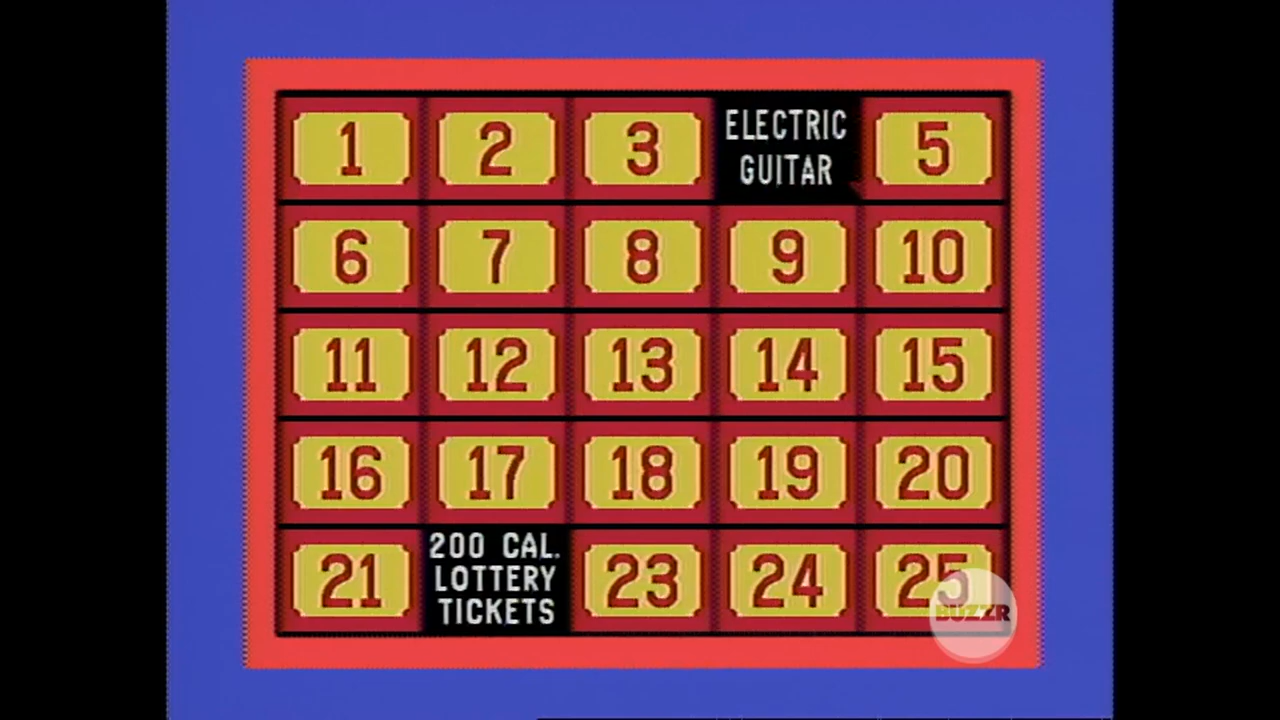 1 2 3 ELECTRIC GUITAR 5
6 7 8 9 10
11 12 13 14 15
16 17 18 19 20
21 200 CAL. LOTTERY TICKETS 23 24 25
BUZZR